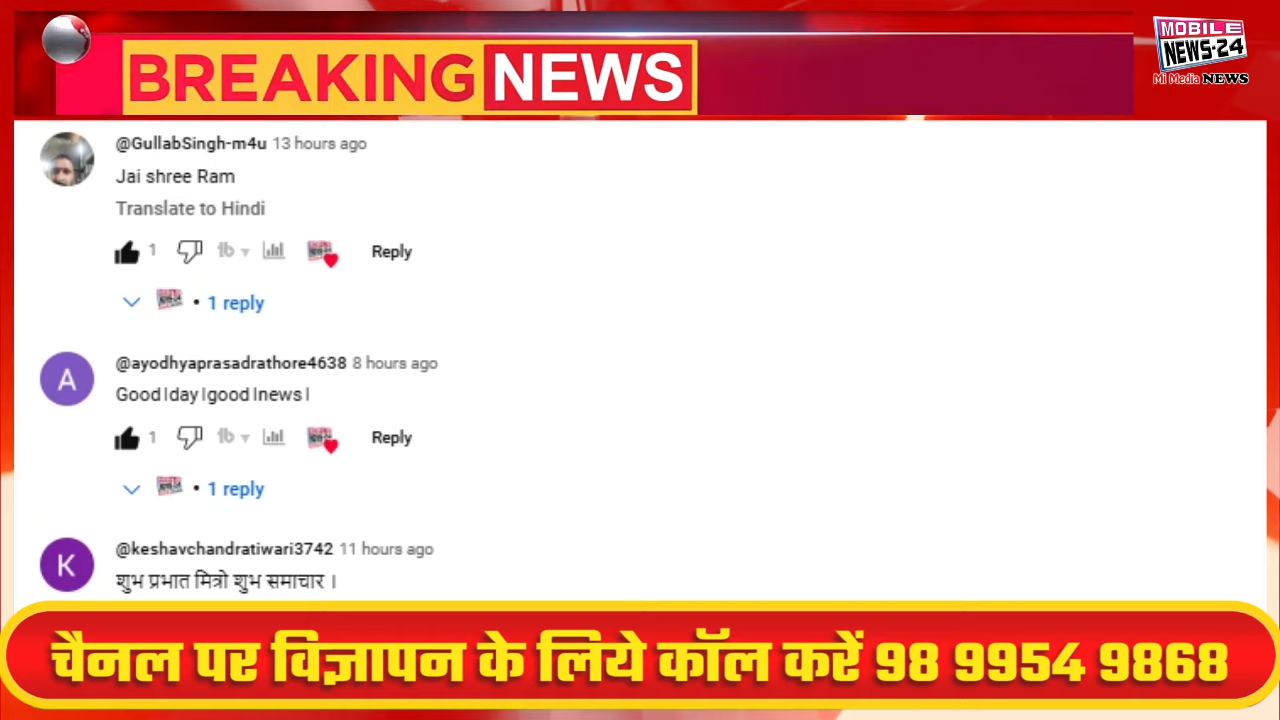 BREAKING NEWS
MOBILE
NEWS-24
Mi Media NEWS
@GullabSingh-m4u 13 hours ago
Jai shree Ram
Translate to Hindi
1 Reply
• 1 reply
A
@ayodhyaprasadrathore4638 8 hours ago
Good।day।good।news।
1 Reply
• 1 reply
K
@keshavchandratiwari3742 11 hours ago
शुभ प्रभात मित्रो शुभ समाचार ।
चैनल पर विज्ञापन के लिये कॉल करें 98 9954 9868